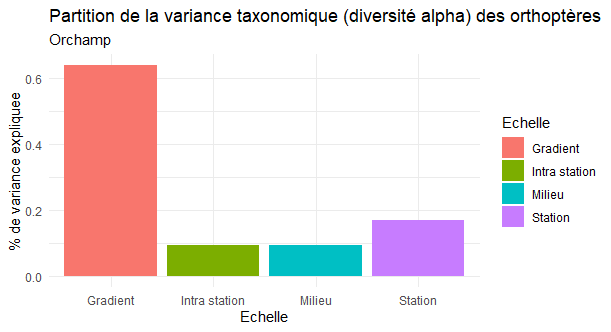 Partition de la variance taxonomique (diversité alpha) des orthoptères
Orchamp
% de variance expliquee
0.6
0.4
0.2
0.0
Gradient
Intra station
Milieu
Station
Echelle
Echelle
Gradient
Intra station
Milieu
Station